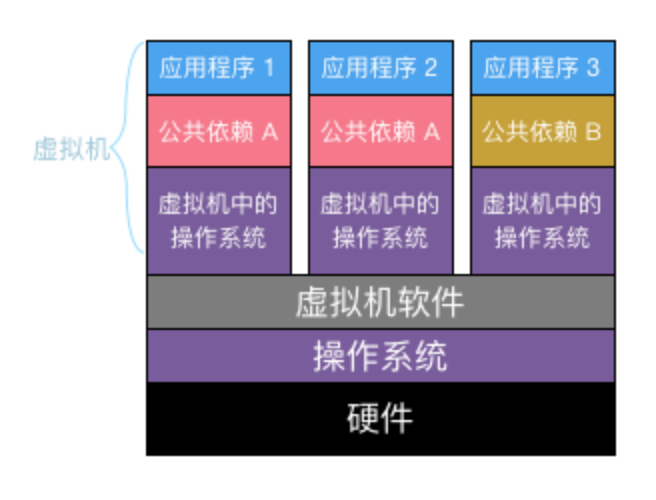 应用程序 1
应用程序 2
应用程序 3
虚拟机
公共依赖 A
公共依赖 A
公共依赖 B
虚拟机中的
操作系统
虚拟机中的
操作系统
虚拟机中的
操作系统
虚拟机软件
操作系统
硬件